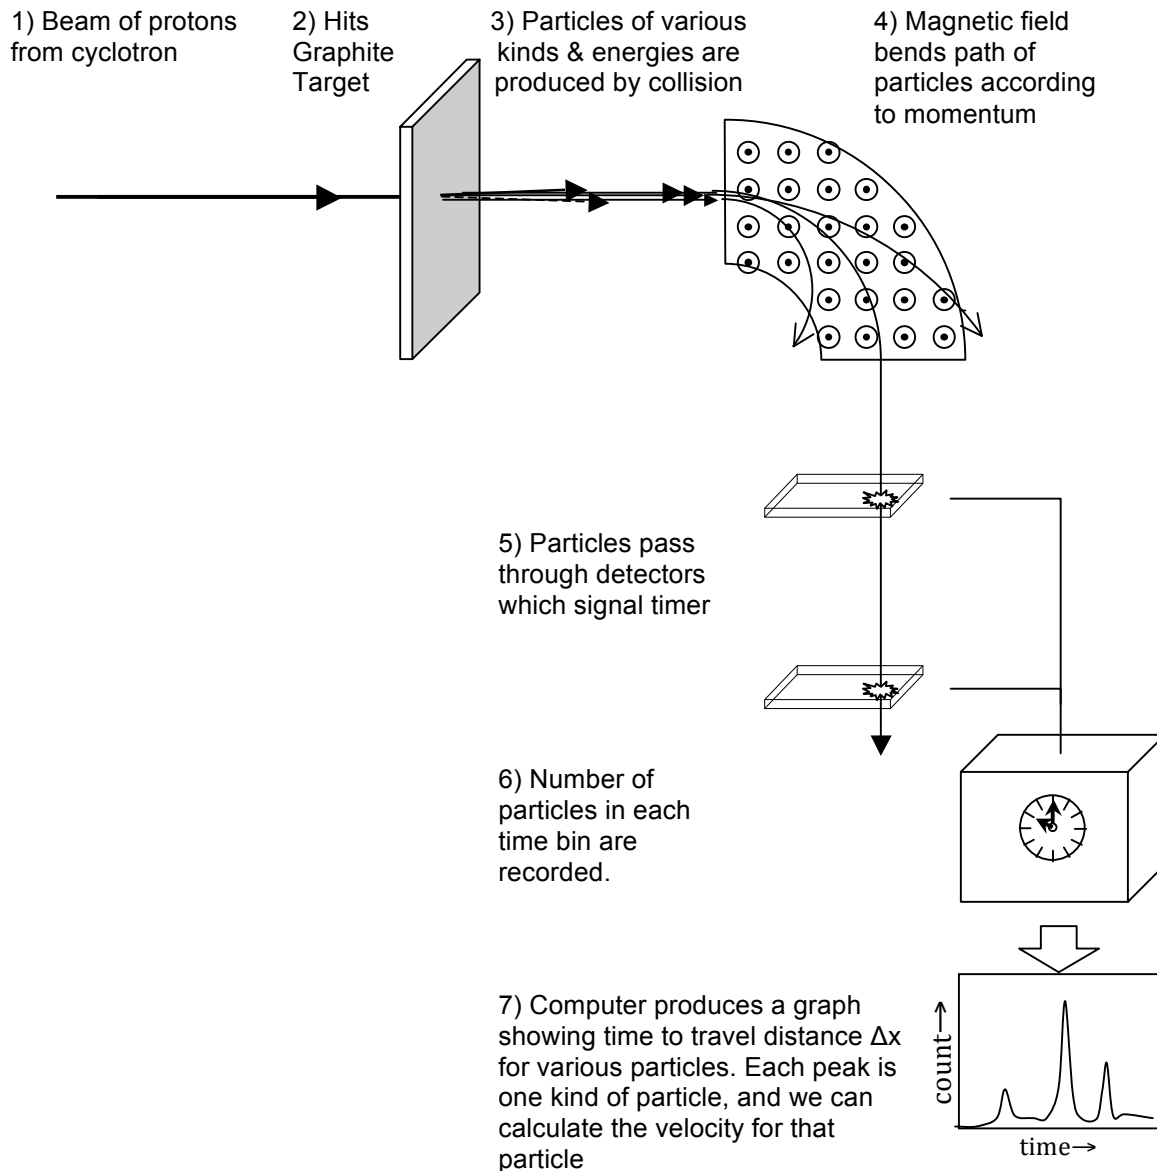 1) Beam of protons
from cyclotron
2) Hits
Graphite
Target
3) Particles of various
kinds & energies are
produced by collision
4) Magnetic field
bends path of
particles according
to momentum
5) Particles pass
through detectors
which signal timer
6) Number of
particles in each
time bin are
recorded.
7) Computer produces a graph
showing time to travel distance Δx
for various particles. Each peak is
one kind of particle, and we can
calculate the velocity for that
particle
count→
time→